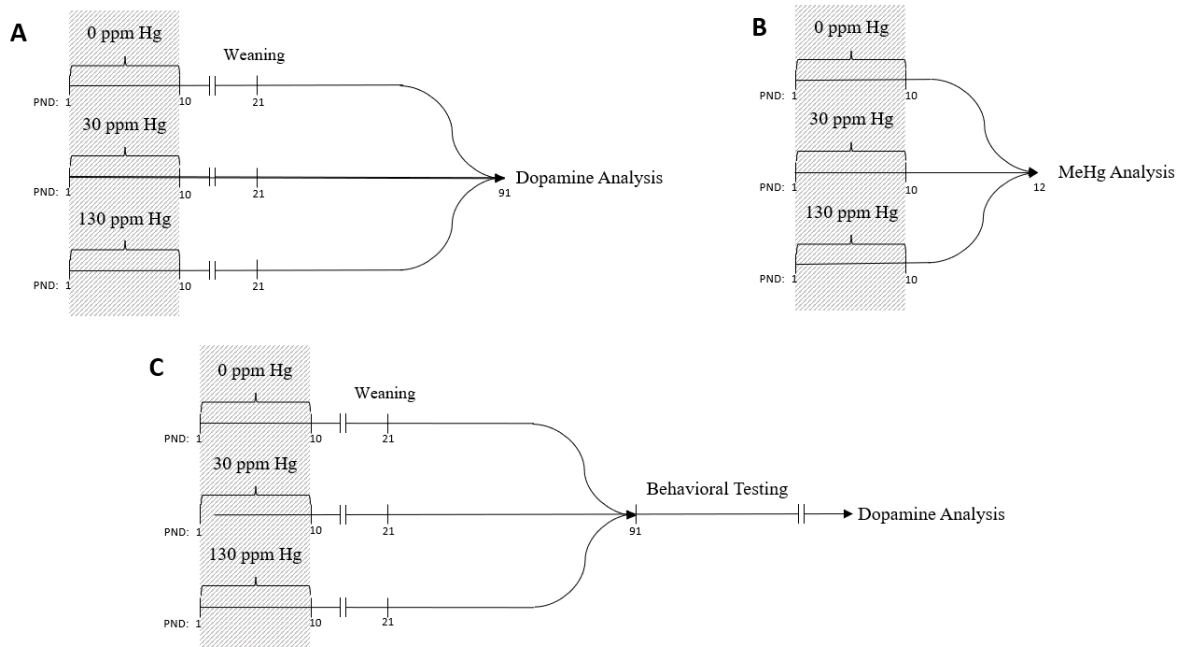 A
0 ppm Hg
Weaning
PND: 1 10 21
30 ppm Hg
PND: 1 10 21 91 Dopamine Analysis
130 ppm Hg
PND: 1 10 21
B
0 ppm Hg
PND: 1 10
30 ppm Hg
PND: 1 10 12 MeHg Analysis
130 ppm Hg
PND: 1 10
C
0 ppm Hg
Weaning
PND: 1 10 21
30 ppm Hg
Behavioral Testing
PND: 1 10 21 91 Dopamine Analysis
130 ppm Hg
PND: 1 10 21